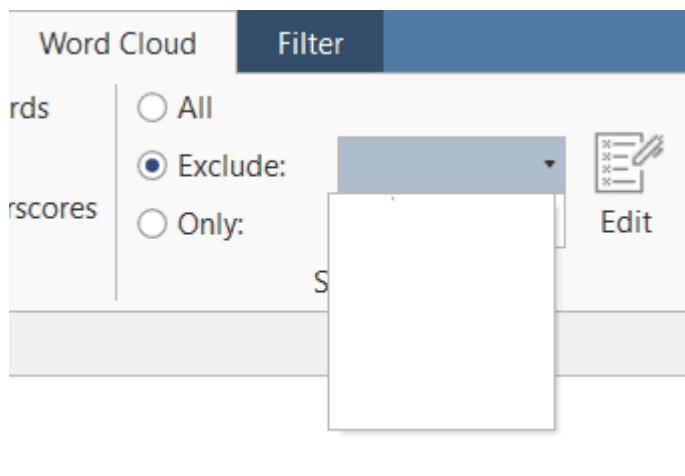 Word Cloud Filter
rds
All
Exclude:
rscores
Only:
Edit
S